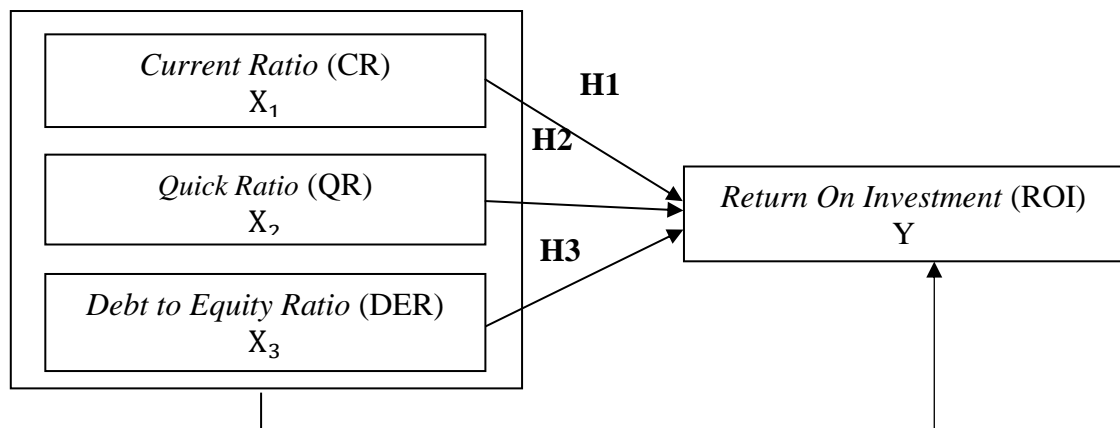 Current Ratio (CR)
X₁
H1
H2
Quick Ratio (QR)
X₂
Return On Investment (ROI)
Y
H3
Debt to Equity Ratio (DER)
X₃